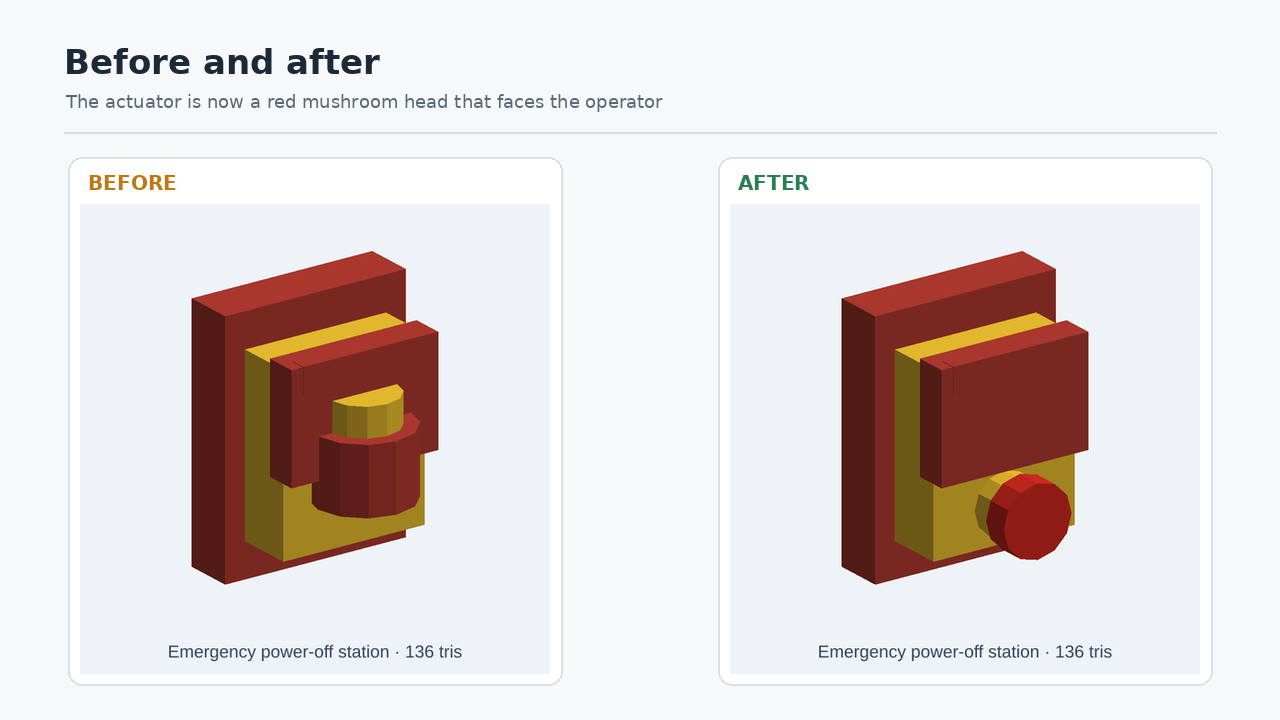 Before and after
The actuator is now a red mushroom head that faces the operator
BEFORE
AFTER
Emergency power-off station · 136 tris
Emergency power-off station · 136 tris